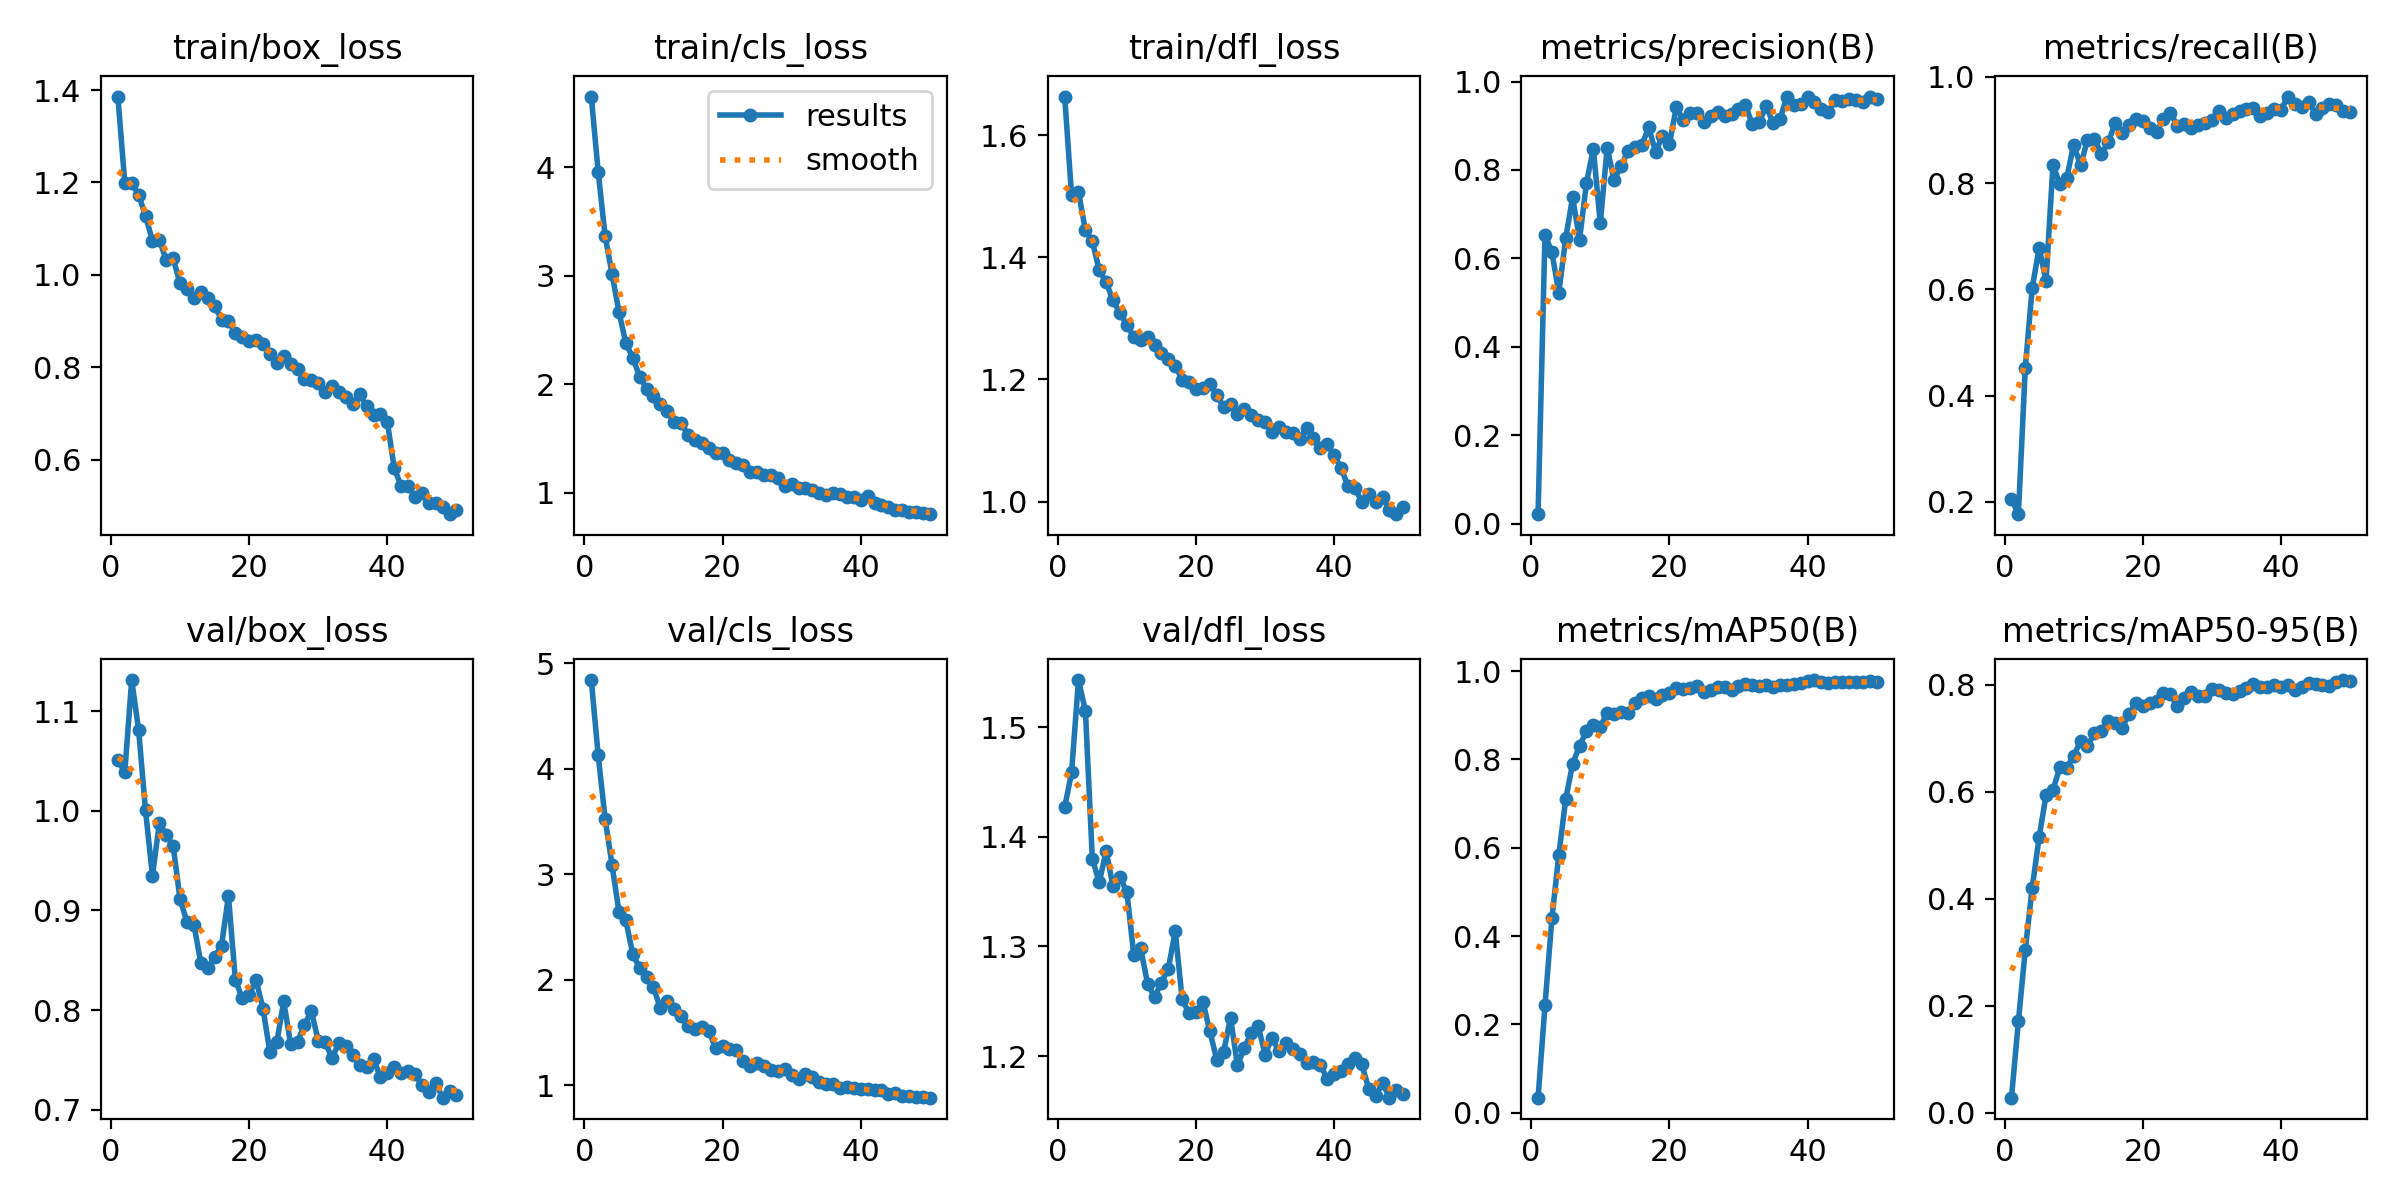 train/box_loss
1.4
1.2
1.0
0.8
0.6
0 20 40
train/cls_loss
results
smooth
4
3
2
1
0 20 40
train/dfl_loss
1.6
1.4
1.2
1.0
0 20 40
metrics/precision(B)
1.0
0.8
0.6
0.4
0.2
0.0
0 20 40
metrics/recall(B)
1.0
0.8
0.6
0.4
0.2
0 20 40
val/box_loss
1.1
1.0
0.9
0.8
0.7
0 20 40
val/cls_loss
5
4
3
2
1
0 20 40
val/dfl_loss
1.5
1.4
1.3
1.2
0 20 40
metrics/mAP50(B)
1.0
0.8
0.6
0.4
0.2
0.0
0 20 40
metrics/mAP50-95(B)
0.8
0.6
0.4
0.2
0.0
0 20 40